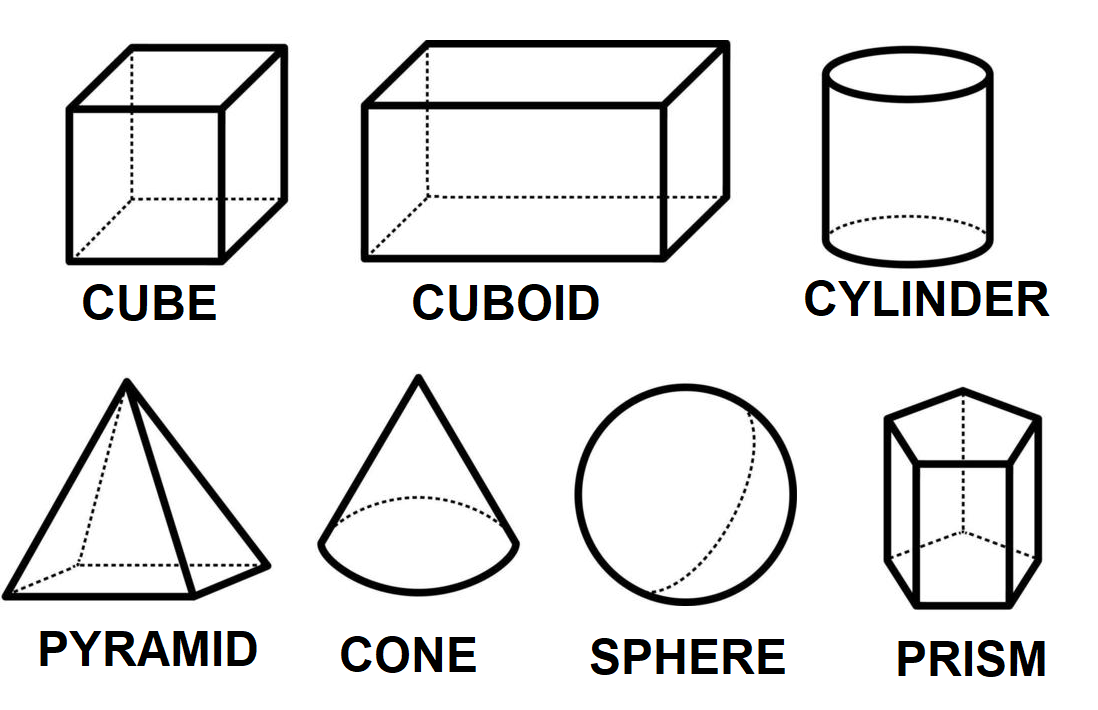 CUBE
CUBOID
CYLINDER
PYRAMID
CONE
SPHERE
PRISM